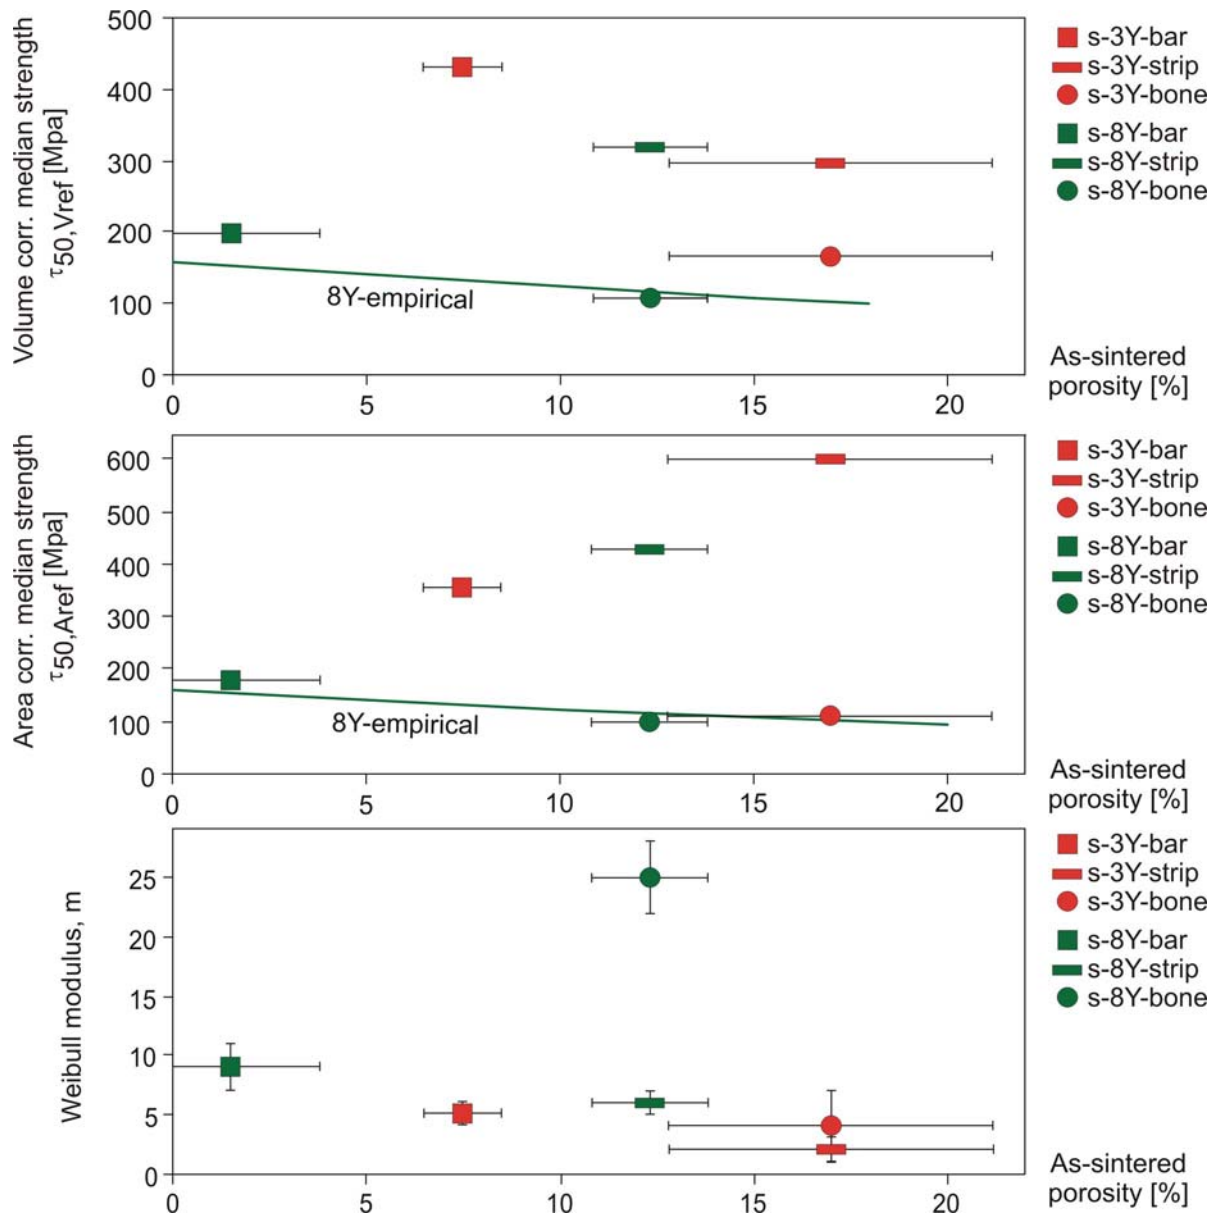 Volume corr. median strength
τ50,Vref [Mpa]
500
400
300
200
100
0
8Y-empirical
0 5 10 15 20
As-sintered
porosity [%]
s-3Y-bar
s-3Y-strip
s-3Y-bone
s-8Y-bar
s-8Y-strip
s-8Y-bone
Area corr. median strength
τ50,Aref [Mpa]
600
500
400
300
200
100
0
8Y-empirical
0 5 10 15 20
As-sintered
porosity [%]
s-3Y-bar
s-3Y-strip
s-3Y-bone
s-8Y-bar
s-8Y-strip
s-8Y-bone
Weibull modulus, m
25
20
15
10
5
0
0 5 10 15 20
As-sintered
porosity [%]
s-3Y-bar
s-3Y-strip
s-3Y-bone
s-8Y-bar
s-8Y-strip
s-8Y-bone